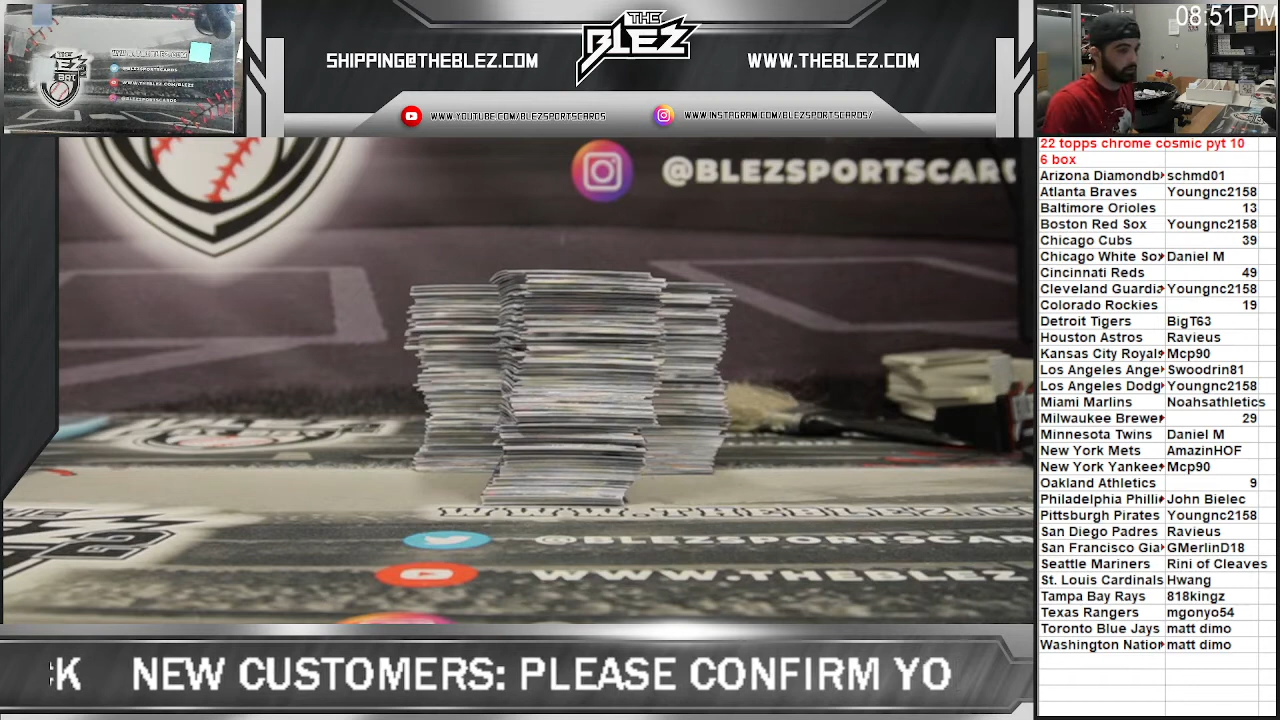 08:51 PM
THE
BLEZ
SHIPPING@THEBLEZ.COM
WWW.THEBLEZ.COM
WWW.YOUTUBE.COM/BLEZSPORTSCARDS
WWW.INSTAGRAM.COM/BLEZSPORTSCARDS/
@BLEZSPORTSCAR
WWW.THEBLEZ.C
@BLEZSPORTSCAR
WWW.THEBLEZ
NEW CUSTOMERS: PLEASE CONFIRM YO
22 topps chrome cosmic pyt 10
6 box
Arizona Diamondb schmd01
Atlanta Braves Youngnc2158
Baltimore Orioles 13
Boston Red Sox Youngnc2158
Chicago Cubs 39
Chicago White Sox Daniel M
Cincinnati Reds 49
Cleveland Guardia Youngnc2158
Colorado Rockies 19
Detroit Tigers BigT63
Houston Astros Ravieus
Kansas City Royals Mcp90
Los Angeles Ange Swoodrin81
Los Angeles Dodg Youngnc2158
Miami Marlins Noahsathletics
Milwaukee Brewer 29
Minnesota Twins Daniel M
New York Mets AmazinHOF
New York Yankee Mcp90
Oakland Athletics 9
Philadelphia Philli John Bielec
Pittsburgh Pirates Youngnc2158
San Diego Padres Ravieus
San Francisco Gia GMerlinD18
Seattle Mariners Rini of Cleaves
St. Louis Cardinals Hwang
Tampa Bay Rays 818kingz
Texas Rangers mgonyo54
Toronto Blue Jays matt dimo
Washington Nation matt dimo